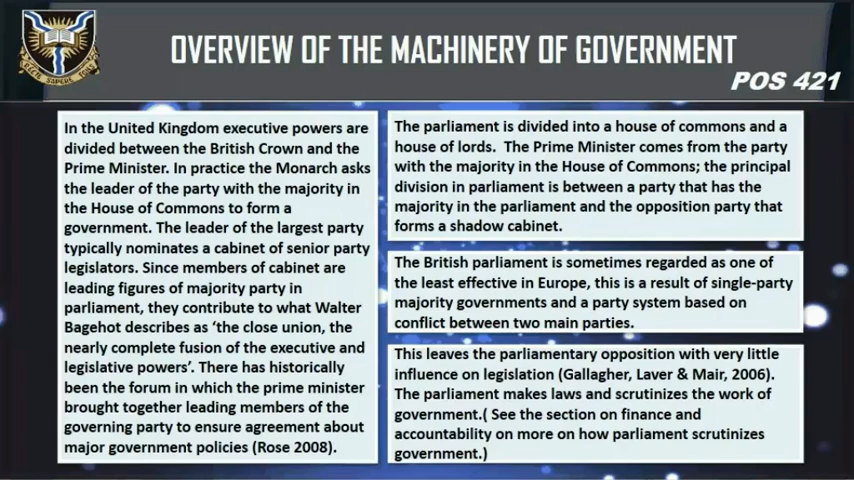 OVERVIEW OF THE MACHINERY OF GOVERNMENT
POS 421
In the United Kingdom executive powers are
divided between the British Crown and the
Prime Minister. In practice the Monarch asks
the leader of the party with the majority in
the House of Commons to form a
government. The leader of the largest party
typically nominates a cabinet of senior party
legislators. Since members of cabinet are
leading figures of majority party in
parliament, they contribute to what Walter
Bagehot describes as ‘the close union, the
nearly complete fusion of the executive and
legislative powers’. There has historically
been the forum in which the prime minister
brought together leading members of the
governing party to ensure agreement about
major government policies (Rose 2008).
The parliament is divided into a house of commons and a
house of lords.  The Prime Minister comes from the party
with the majority in the House of Commons; the principal
division in parliament is between a party that has the
majority in the parliament and the opposition party that
forms a shadow cabinet.
The British parliament is sometimes regarded as one of
the least effective in Europe, this is a result of single-party
majority governments and a party system based on
conflict between two main parties.
This leaves the parliamentary opposition with very little
influence on legislation (Gallagher, Laver & Mair, 2006).
The parliament makes laws and scrutinizes the work of
government.( See the section on finance and
accountability on more on how parliament scrutinizes
government.)